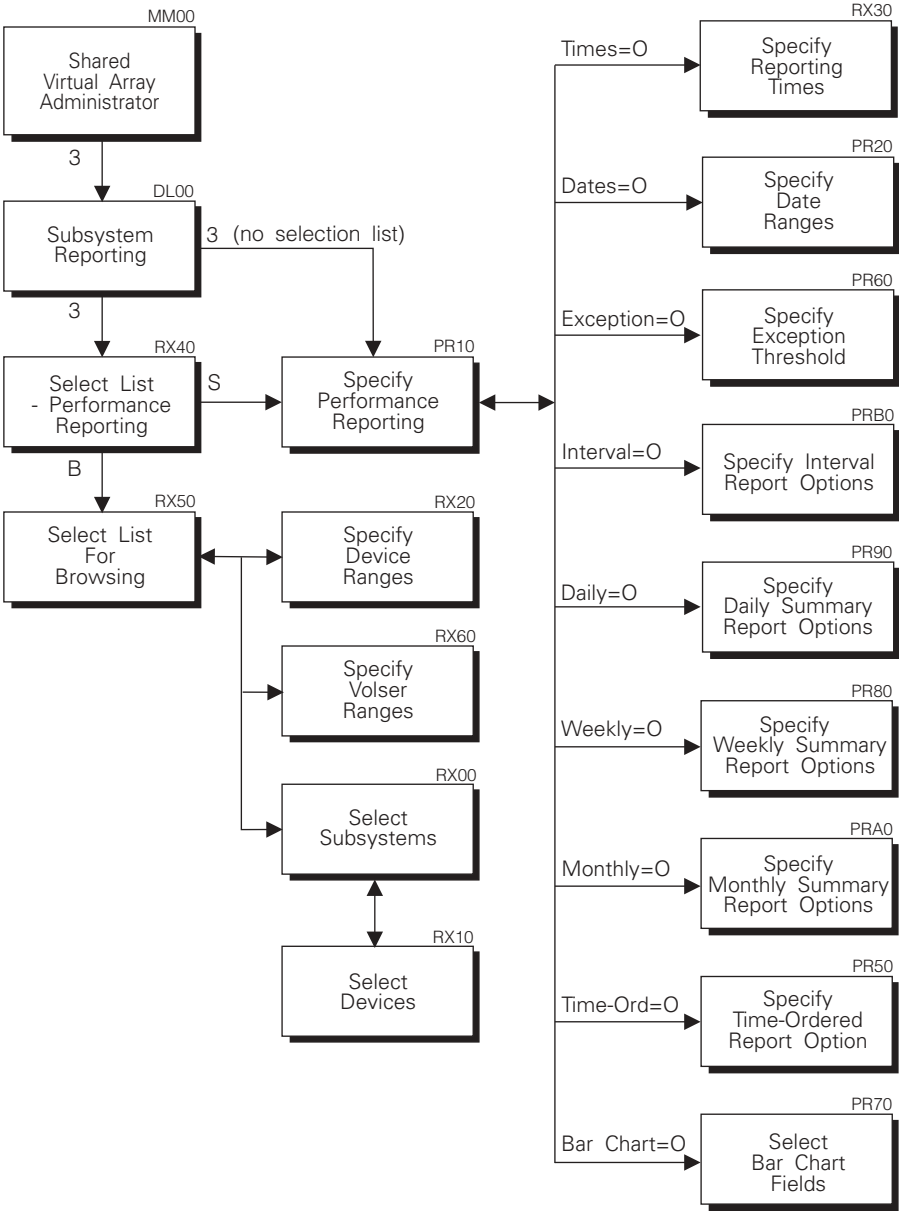 MM00
Shared
Virtual Array
Administrator
3
DL00
Subsystem
Reporting
3 (no selection list)
3
RX40
Select List
- Performance
Reporting
S
B
PR10
Specify
Performance
Reporting
RX50
Select List
For
Browsing
RX20
Specify
Device
Ranges
RX60
Specify
Volser
Ranges
RX00
Select
Subsystems
RX10
Select
Devices
Times=O
RX30
Specify
Reporting
Times
Dates=O
PR20
Specify
Date
Ranges
Exception=O
PR60
Specify
Exception
Threshold
Interval=O
PRB0
Specify Interval
Report Options
Daily=O
PR90
Specify
Daily Summary
Report Options
Weekly=O
PR80
Specify
Weekly Summary
Report Options
Monthly=O
PRA0
Specify
Monthly Summary
Report Options
Time-Ord=O
PR50
Specify
Time-Ordered
Report Option
Bar Chart=O
PR70
Select
Bar Chart
Fields